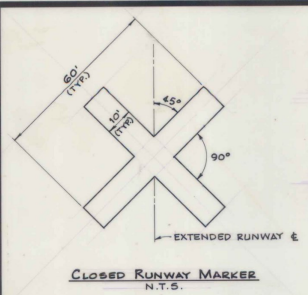 60'
(TYP.)
10'
(TYP.)
45°
90°
EXTENDED RUNWAY ℄
CLOSED RUNWAY MARKER
N.T.S.